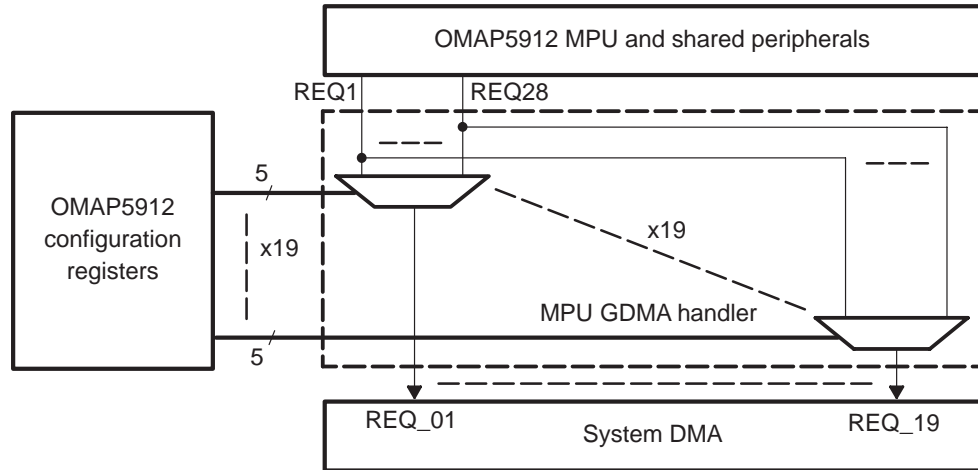 OMAP5912 MPU and shared peripherals
REQ1
REQ28
5
OMAP5912
configuration
registers
x19
x19
MPU GDMA handler
5
REQ_01
REQ_19
System DMA